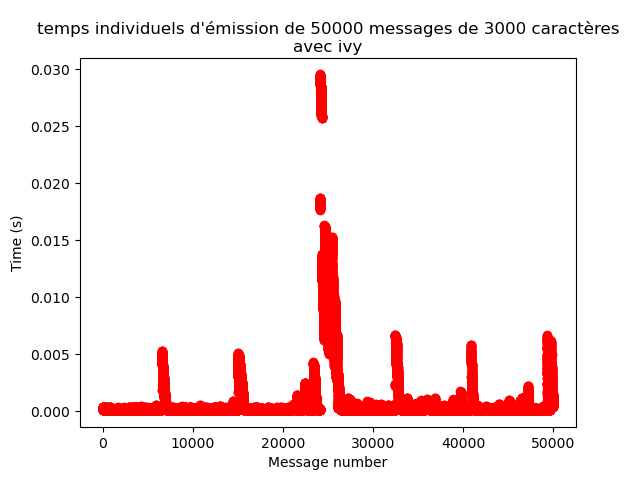 temps individuels d'émission de 50000 messages de 3000 caractères
avec ivy
0.030
0.025
0.020
0.015
0.010
0.005
0.000
Time (s)
0 10000 20000 30000 40000 50000
Message number